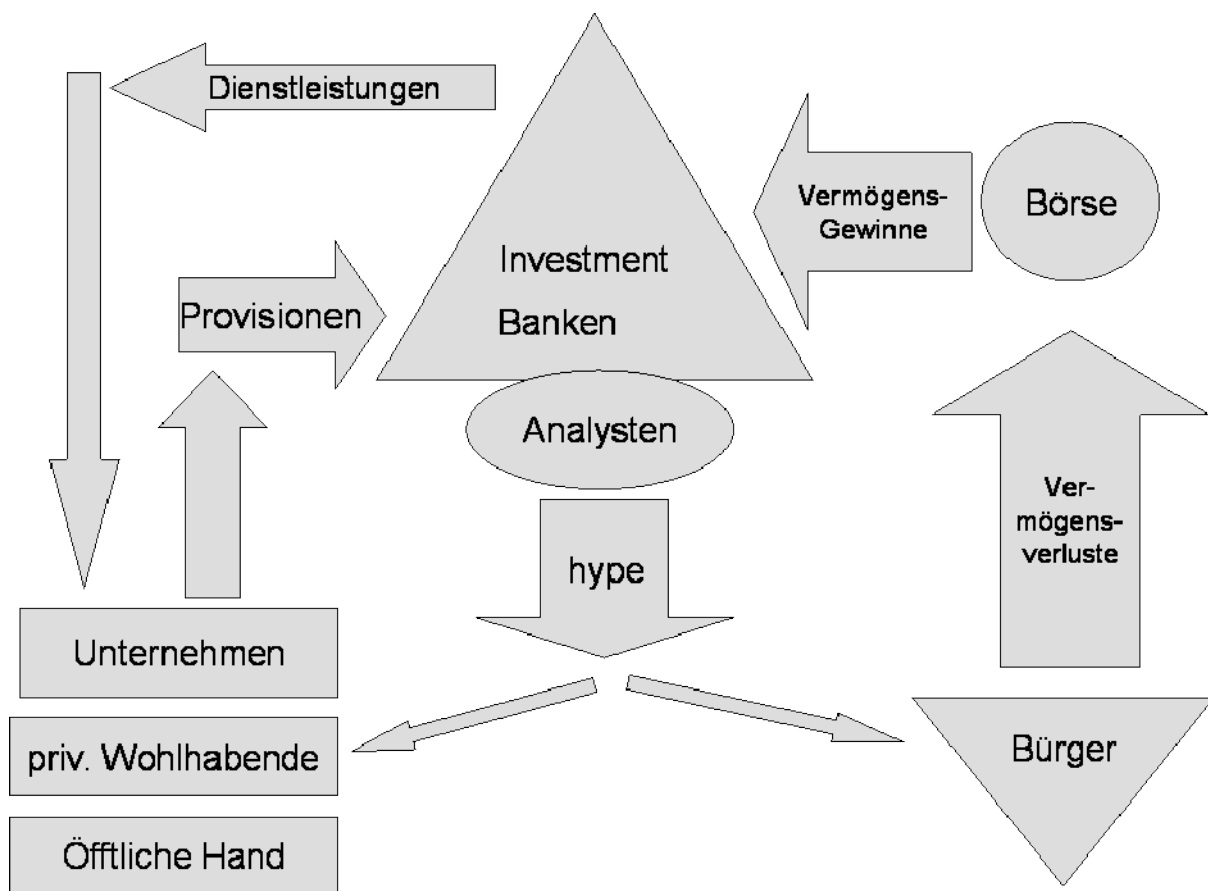 Dienstleistungen
Vermögens-
Gewinne
Börse
Investment
Banken
Provisionen
Analysten
hype
Ver-
mögens-
verluste
Unternehmen
priv. Wohlhabende
Öfftliche Hand
Bürger